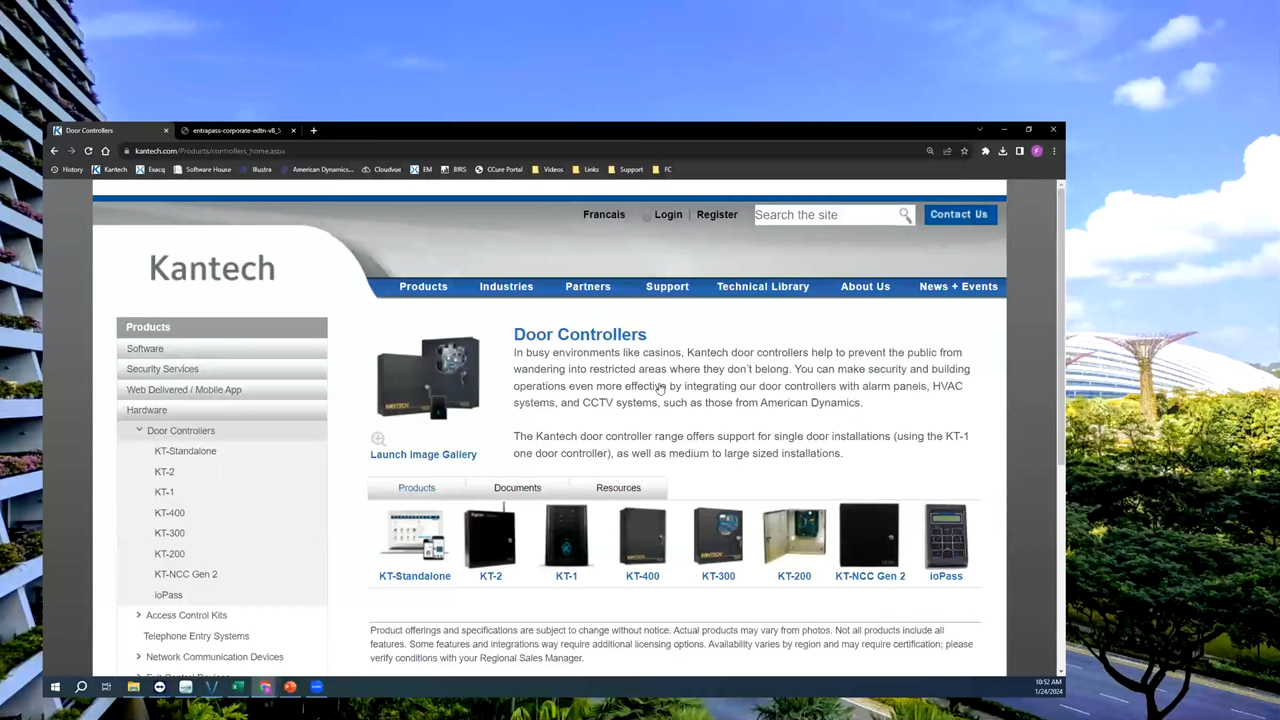 Door Controllers
entrapass-corporate-edtn-v8_5
kantech.com/Products/controllers_home.aspx
F
History Kantech Exacq Software House Illustra American Dynamics... Cloudvue EM BIRS CCure Portal Videos Links Support FC
Francais Login | Register Search the site Contact Us
Kantech
Products Industries Partners Support Technical Library About Us News + Events
Products
Software
Security Services
Web Delivered / Mobile App
Hardware
Door Controllers
KT-Standalone
KT-2
KT-1
KT-400
KT-300
KT-200
KT-NCC Gen 2
ioPass
Access Control Kits
Telephone Entry Systems
Network Communication Devices
Exit Control Devices
Door Controllers
In busy environments like casinos, Kantech door controllers help to prevent the public from
wandering into restricted areas where they don't belong. You can make security and building
operations even more effective by integrating our door controllers with alarm panels, HVAC
systems, and CCTV systems, such as those from American Dynamics.
The Kantech door controller range offers support for single door installations (using the KT-1
one door controller), as well as medium to large sized installations.
Launch Image Gallery
Products Documents Resources
KT-Standalone KT-2 KT-1 KT-400 KT-300 KT-200 KT-NCC Gen 2 ioPass
Product offerings and specifications are subject to change without notice. Actual products may vary from photos. Not all products include all
features. Some features and integrations may require additional licensing options. Availability varies by region and may require certification; please
verify conditions with your Regional Sales Manager.
10:52 AM
1/24/2024